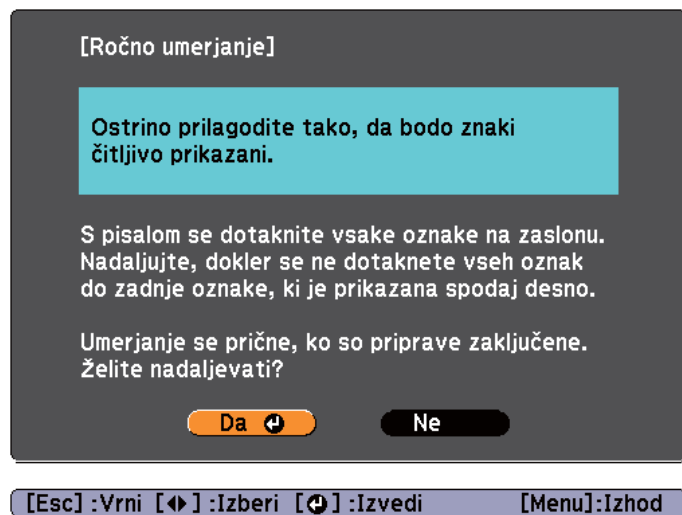 [Ročno umerjanje]
Ostrino prilagodite tako, da bodo znaki
čitljivo prikazani.
S pisalom se dotaknite vsake oznake na zaslonu.
Nadaljujte, dokler se ne dotaknete vseh oznak
do zadnje oznake, ki je prikazana spodaj desno.
Umerjanje se prične, ko so priprave zaključene.
Želite nadaljevati?
Da Ne
[Esc] :Vrni [◆] :Izberi [↵] :Izvedi [Menu]:Izhod